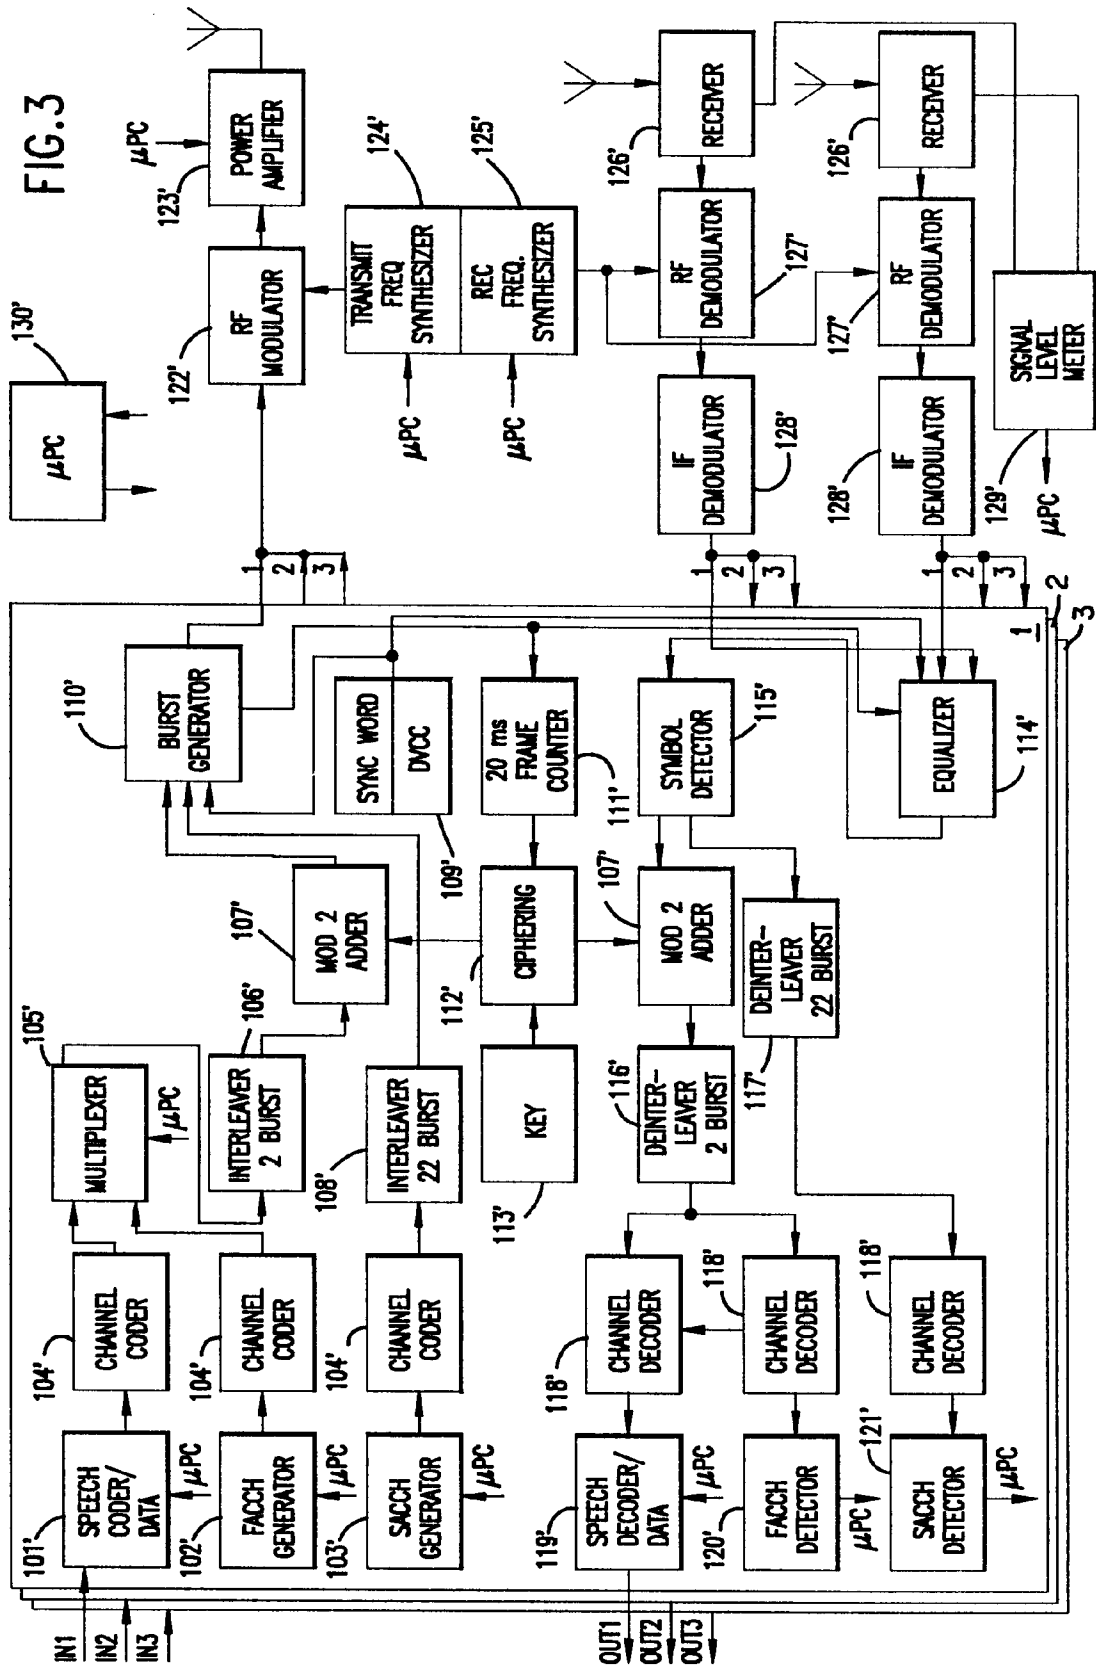 FIG.3
IN1
IN2
IN3
101'
SPEECH
CODER/
DATA
µPC
104'
CHANNEL
CODER
105'
MULTIPLEXER
µPC
110'
BURST
GENERATOR
1
2
3
130'
µPC
122'
RF
MODULATOR
123'
POWER
AMPLIFIER
µPC
102'
FACCH
GENERATOR
µPC
104'
CHANNEL
CODER
106'
INTERLEAVER
2 BURST
107'
MOD 2
ADDER
103'
SACCH
GENERATOR
µPC
104'
CHANNEL
CODER
108'
INTERLEAVER
22 BURST
109'
SYNC WORD
DVCC
124'
TRANSMIT
FREQ
SYNTHESIZER
µPC
125'
REC
FREQ.
SYNTHESIZER
µPC
113'
KEY
112'
CIPHERING
111'
20 ms
FRAME
COUNTER
OUT1
OUT2
OUT3
119'
SPEECH
DECODER/
DATA
µPC
118'
CHANNEL
DECODER
116'
DEINTER-
LEAVER
2 BURST
107'
MOD 2
ADDER
115'
SYMBOL
DETECTOR
1
2
3
128'
IF
DEMODULATOR
127'
RF
DEMODULATOR
126'
RECEIVER
120'
FACCH
DETECTOR
µPC
118'
CHANNEL
DECODER
117'
DEINTER-
LEAVER
22 BURST
121'
SACCH
DETECTOR
µPC
118'
CHANNEL
DECODER
114'
EQUALIZER
1
2
3
128'
IF
DEMODULATOR
127'
RF
DEMODULATOR
126'
RECEIVER
129'
SIGNAL
LEVEL
METER
µPC
1
2
3